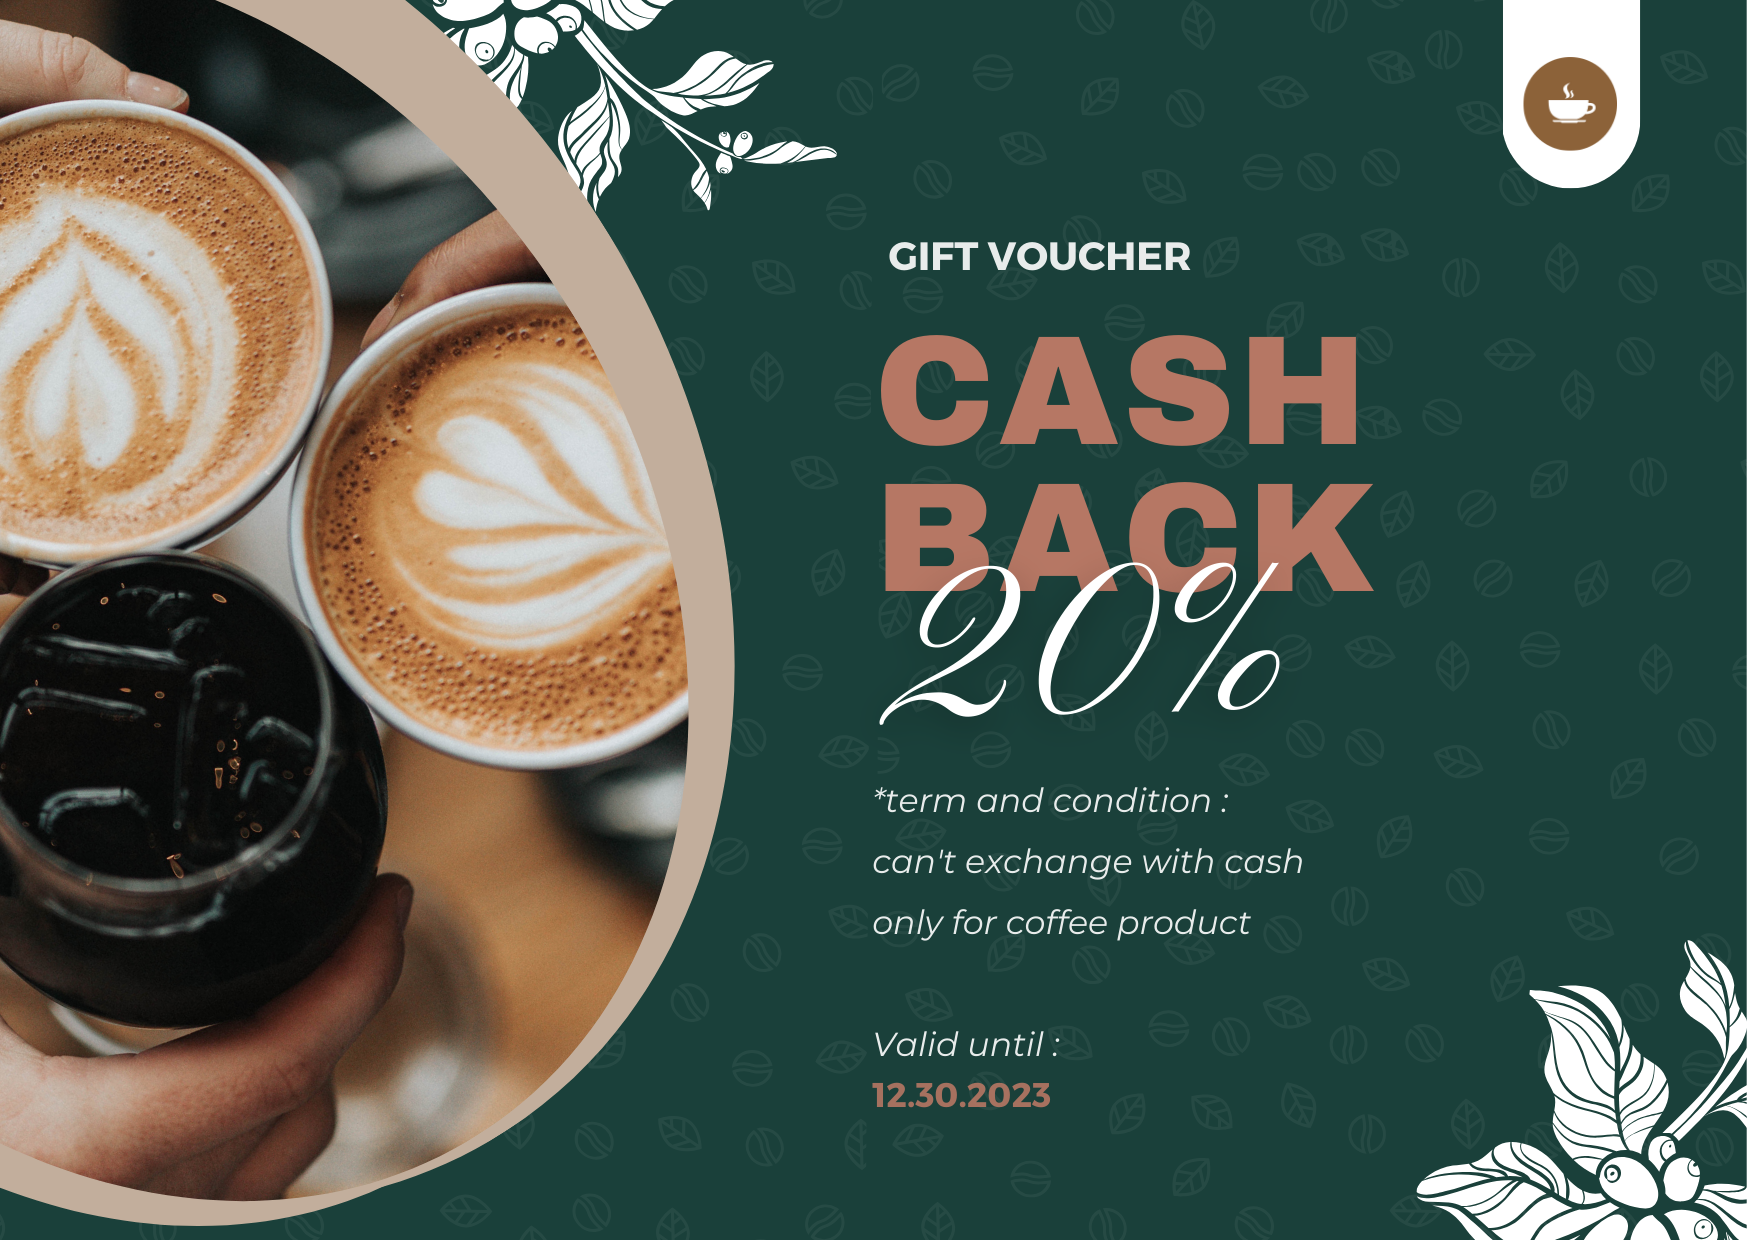 GIFT VOUCHER
CASH
BACK
20%
*term and condition :
can't exchange with cash
only for coffee product
Valid until :
12.30.2023